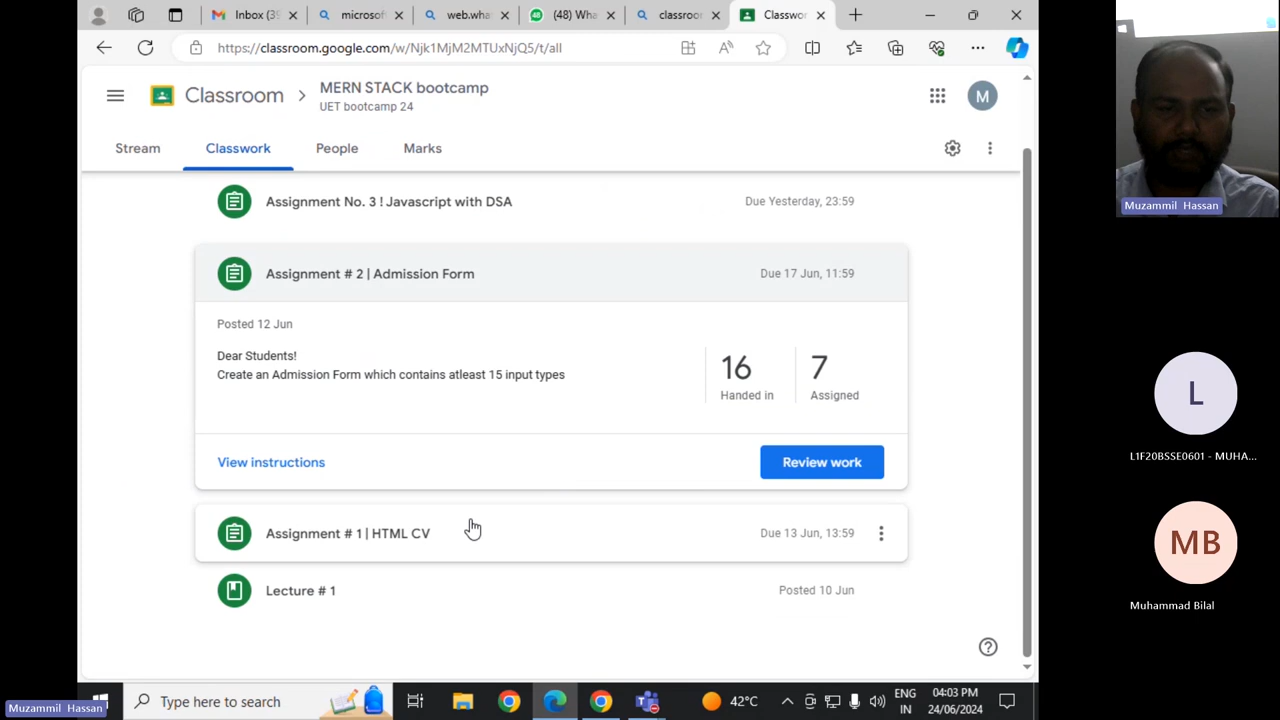 Inbox (39
microsof
web.wha
(48) Wha
classroo
Classwo
https://classroom.google.com/w/Njk1MjM2MTUxNjQ5/t/all
Classroom
MERN STACK bootcamp
UET bootcamp 24
M
Stream
Classwork
People
Marks
Assignment No. 3 ! Javascript with DSA
Due Yesterday, 23:59
Assignment # 2 | Admission Form
Due 17 Jun, 11:59
Posted 12 Jun
Dear Students!
Create an Admission Form which contains atleast 15 input types
16
Handed in
7
Assigned
View instructions
Review work
Assignment # 1 | HTML CV
Due 13 Jun, 13:59
Lecture # 1
Posted 10 Jun
Type here to search
42°C
ENG
IN
04:03 PM
24/06/2024
Muzammil Hassan
Muzammil Hassan
L
L1F20BSSE0601 - MUHA...
MB
Muhammad Bilal